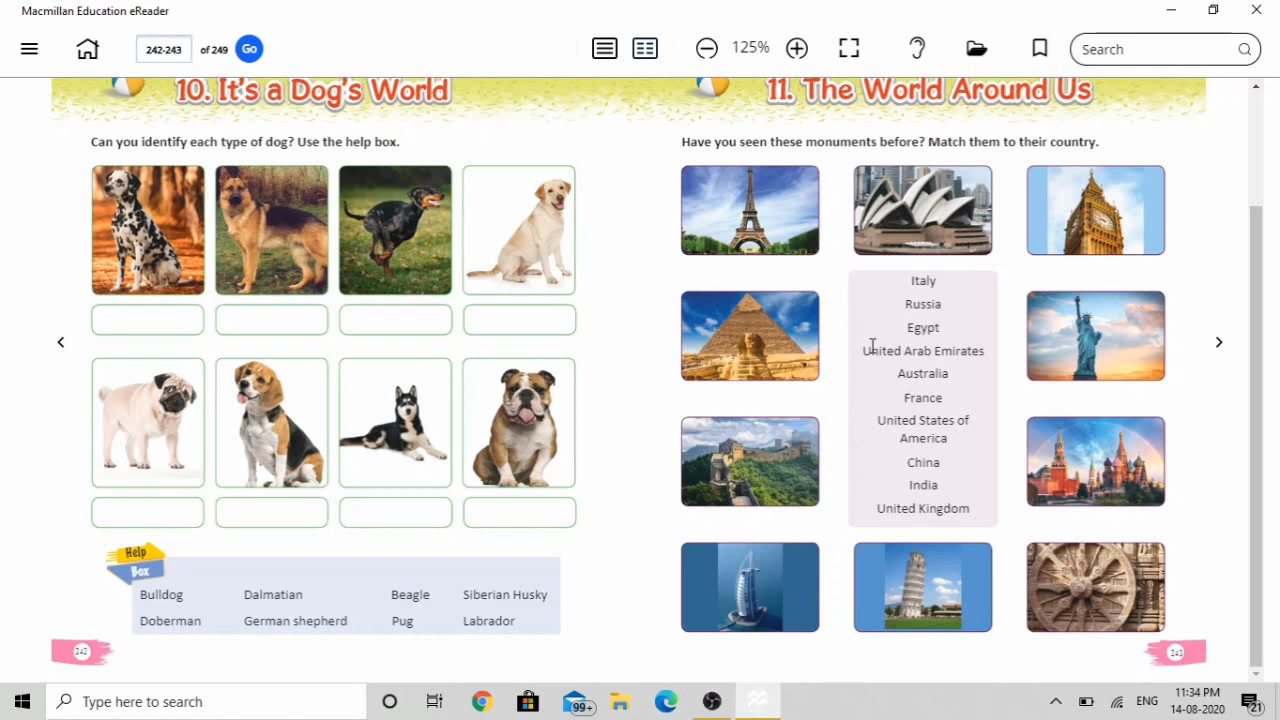 Macmillan Education eReader
242-243
of 249
Go
125%
Search
10. It's a Dog's World
Can you identify each type of dog? Use the help box.
Help
Box
Bulldog Dalmatian Beagle Siberian Husky
Doberman German shepherd Pug Labrador
242
11. The World Around Us
Have you seen these monuments before? Match them to their country.
Italy
Russia
Egypt
United Arab Emirates
Australia
France
United States of
America
China
India
United Kingdom
243
Type here to search
99+
ENG
11:34 PM
14-08-2020
21